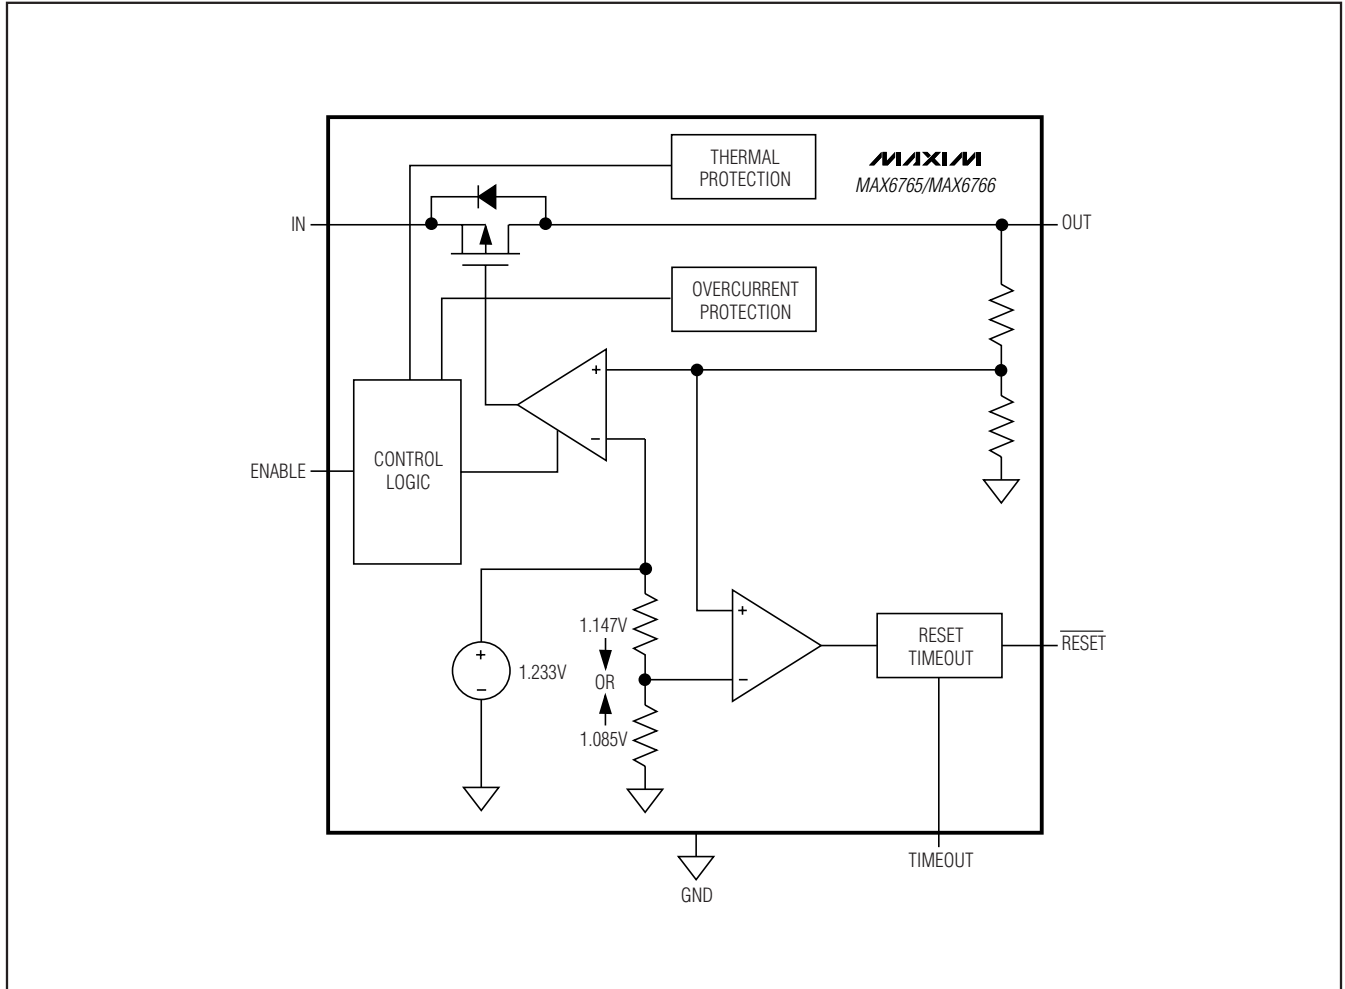 THERMAL
PROTECTION
MAXIM
MAX6765/MAX6766
IN
OUT
OVERCURRENT
PROTECTION
+
−
ENABLE
CONTROL
LOGIC
+
−
1.147V
OR
1.085V
+
−
1.233V
RESET
TIMEOUT
RESET
TIMEOUT
GND